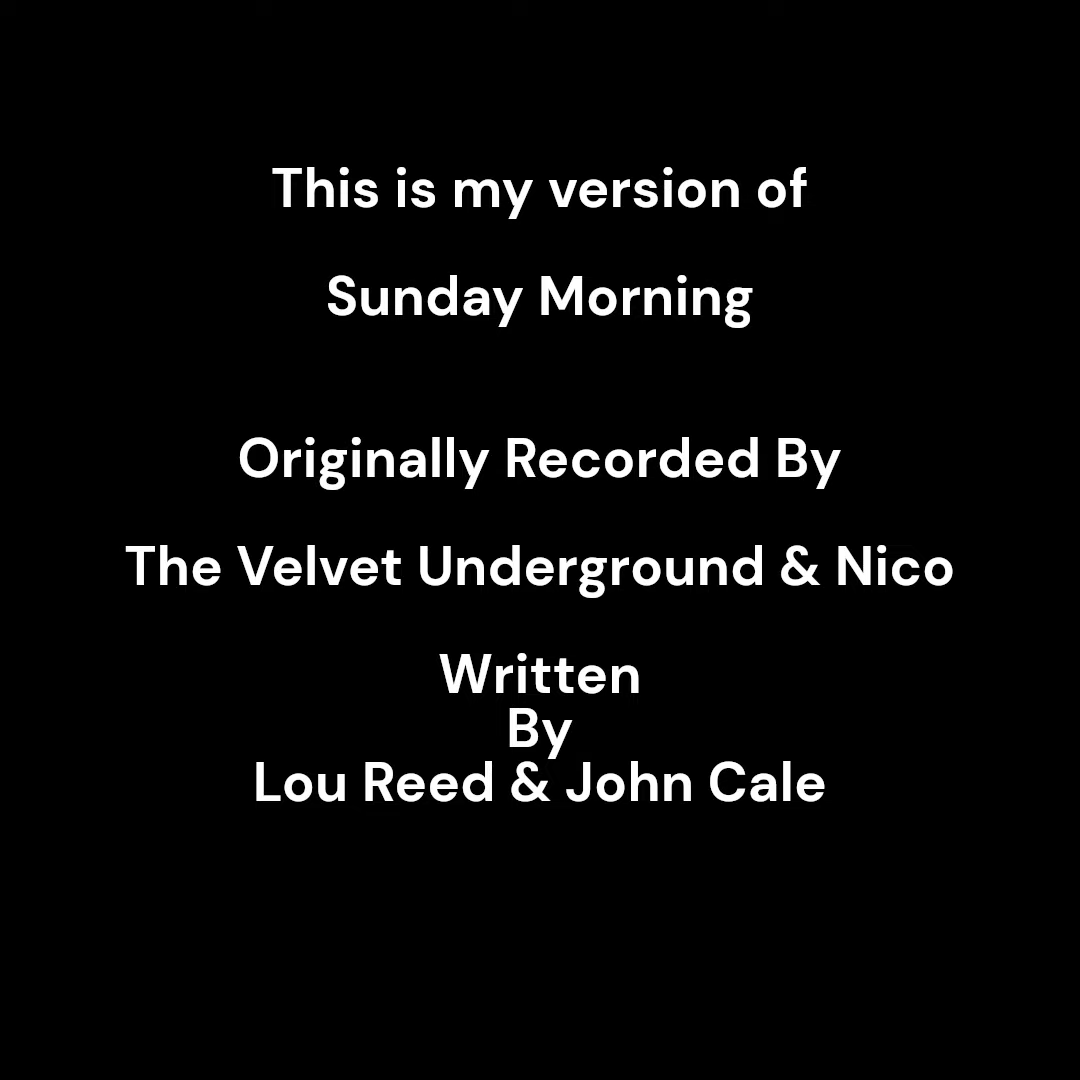 This is my version of
Sunday Morning
Originally Recorded By
The Velvet Underground & Nico
Written
By
Lou Reed & John Cale